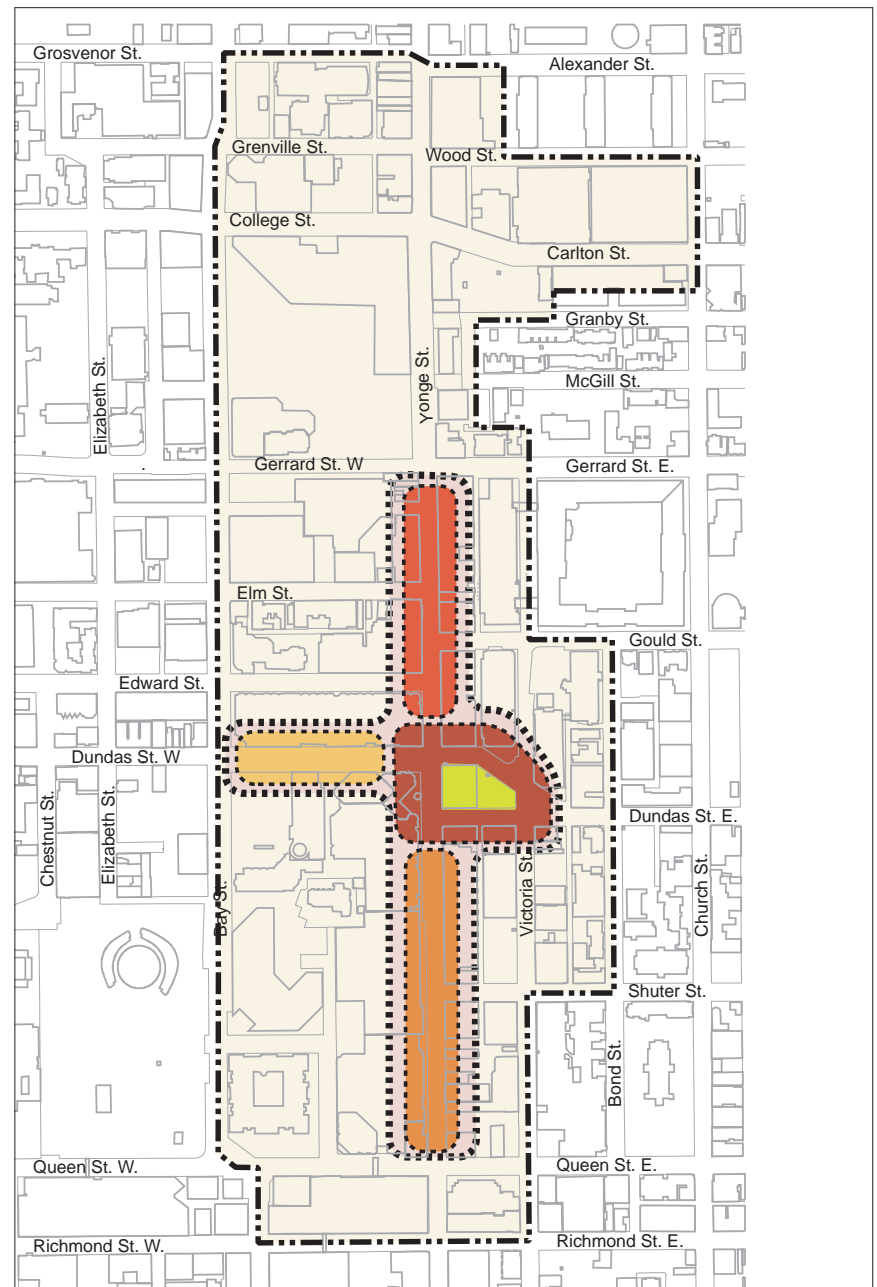 Grosvenor St.
Alexander St.
Grenville St.
Wood St.
College St.
Carlton St.
Granby St.
Yonge St.
McGill St.
Elizabeth St.
Gerrard St. W
Gerrard St. E.
Elm St.
Gould St.
Edward St.
Dundas St. W
Dundas St. E.
Chestnut St.
Elizabeth St.
Bay St.
Victoria St.
Church St.
Shuter St.
Bond St.
Queen St. W.
Queen St. E.
Richmond St. W.
Richmond St. E.